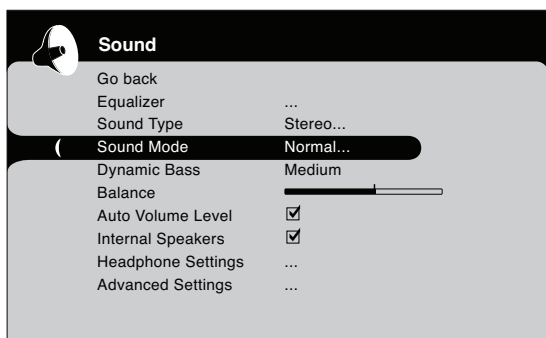 Sound
Go back
Equalizer ...
Sound Type Stereo...
Sound Mode Normal...
Dynamic Bass Medium
Balance
Auto Volume Level
Internal Speakers
Headphone Settings ...
Advanced Settings ...